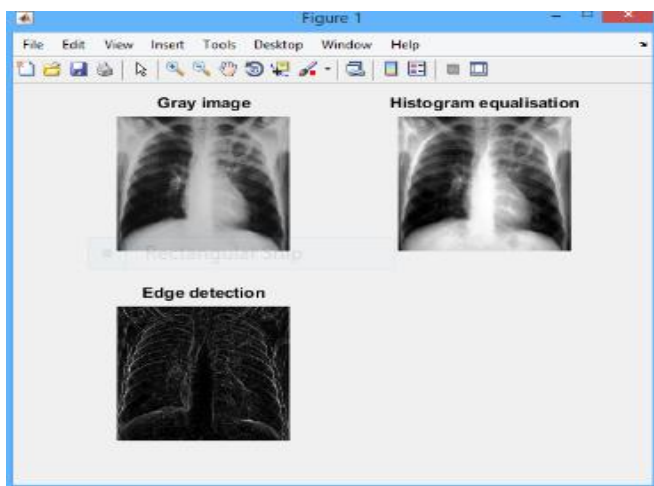 Figure 1
File Edit View Insert Tools Desktop Window Help
Gray image
Histogram equalisation
Rectangular Snip
Edge detection